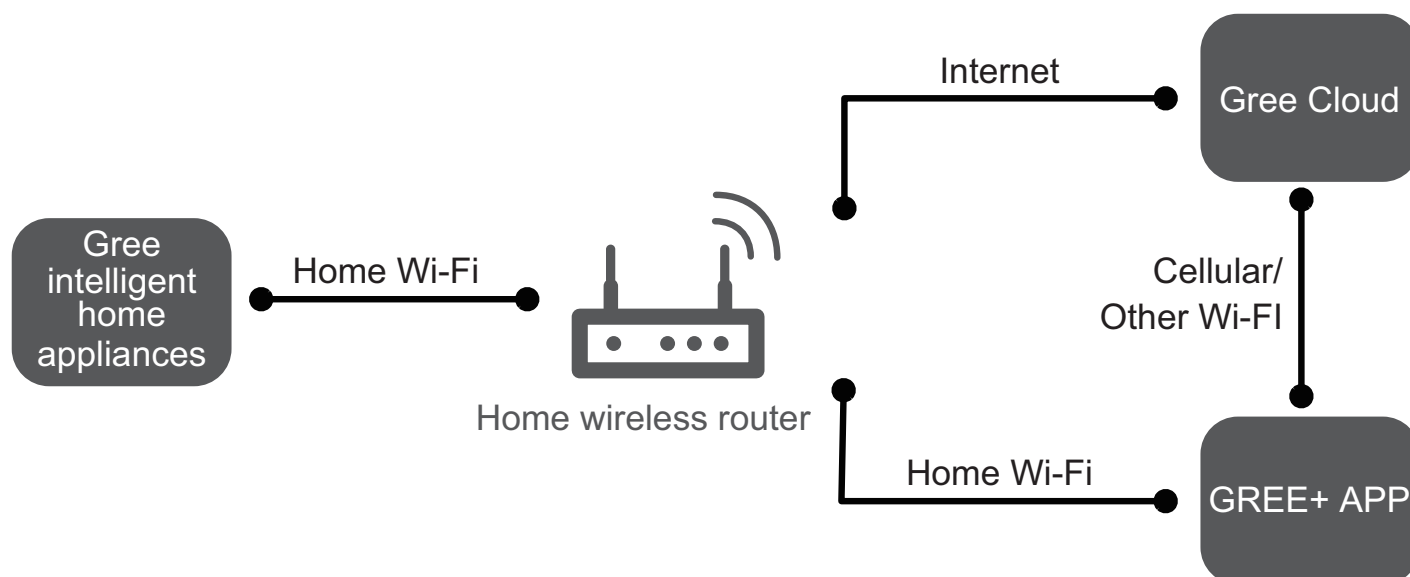 Internet
Gree Cloud
Gree
intelligent
home
appliances
Home Wi-Fi
Cellular/
Other Wi-FI
Home wireless router
Home Wi-Fi
GREE+ APP